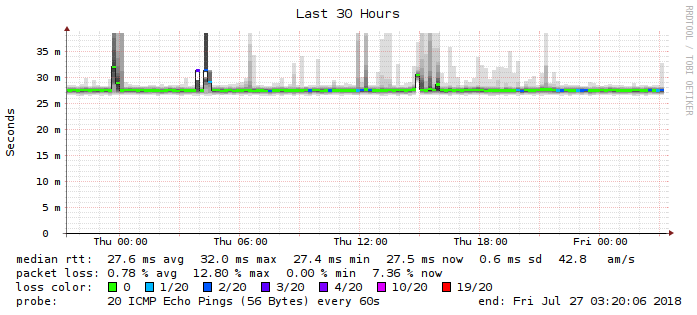 Last 30 Hours
RRDTOOL / TOBI OETIKER
Seconds
35 m
30 m
25 m
20 m
15 m
10 m
5 m
0
Thu 00:00 Thu 06:00 Thu 12:00 Thu 18:00 Fri 00:00
median rtt: 27.6 ms avg 32.0 ms max 27.4 ms min 27.5 ms now 0.6 ms sd 42.8 am/s
packet loss: 0.78 % avg 12.80 % max 0.00 % min 7.36 % now
loss color: 0 1/20 2/20 3/20 4/20 10/20 19/20
probe: 20 ICMP Echo Pings (56 Bytes) every 60s end: Fri Jul 27 03:20:06 2018